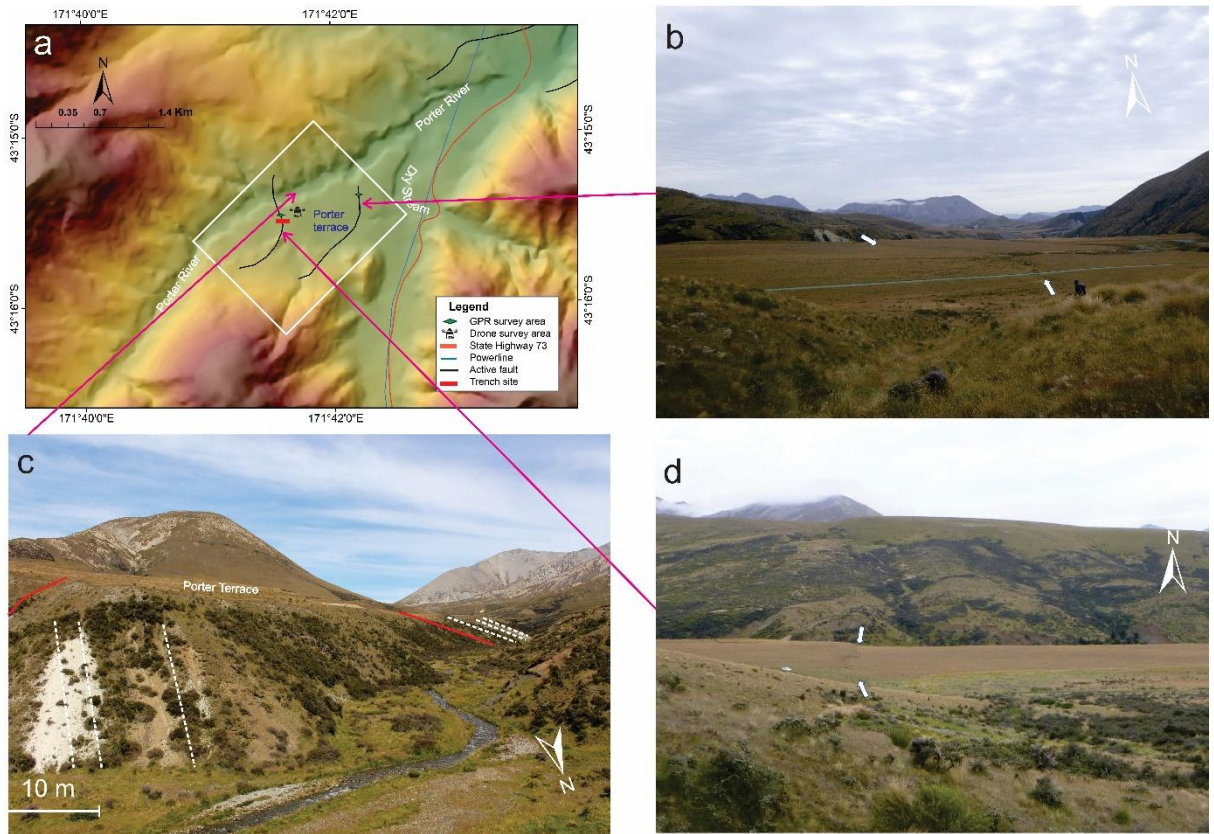 171°40'0"E
171°42'0"E
a
N
0.35
0.7
1.4 Km
43°15'0"S
43°16'0"S
Porter River
Dry Stream
Porter
terrace
Porter River
43°15'0"S
43°16'0"S
Legend
GPR survey area
Drone survey area
State Highway 73
Powerline
Active fault
Trench site
171°40'0"E
171°42'0"E
b
N
c
Porter Terrace
10 m
N
d
N